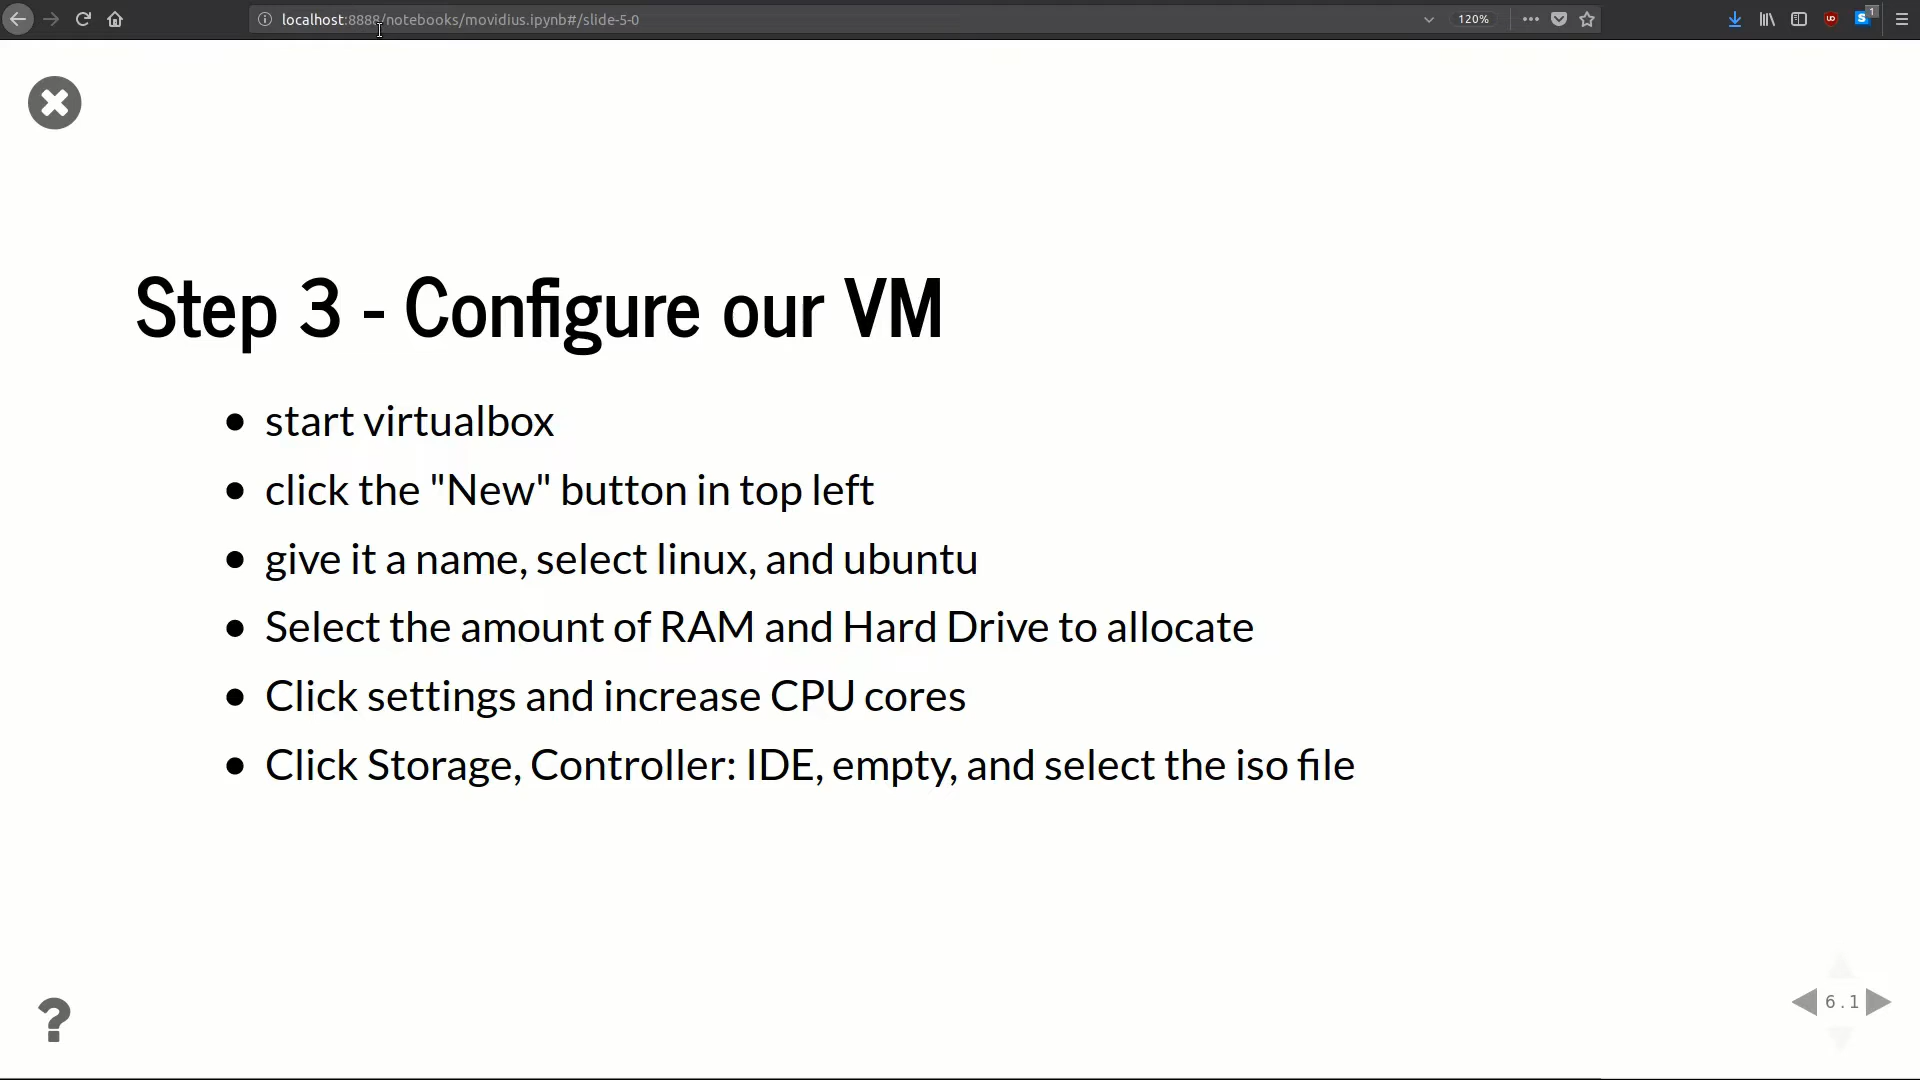 localhost:8888/notebooks/movidius.ipynb#/slide-5-0
120%
1
Step 3 - Configure our VM
start virtualbox
click the "New" button in top left
give it a name, select linux, and ubuntu
Select the amount of RAM and Hard Drive to allocate
Click settings and increase CPU cores
Click Storage, Controller: IDE, empty, and select the iso file
?
6.1